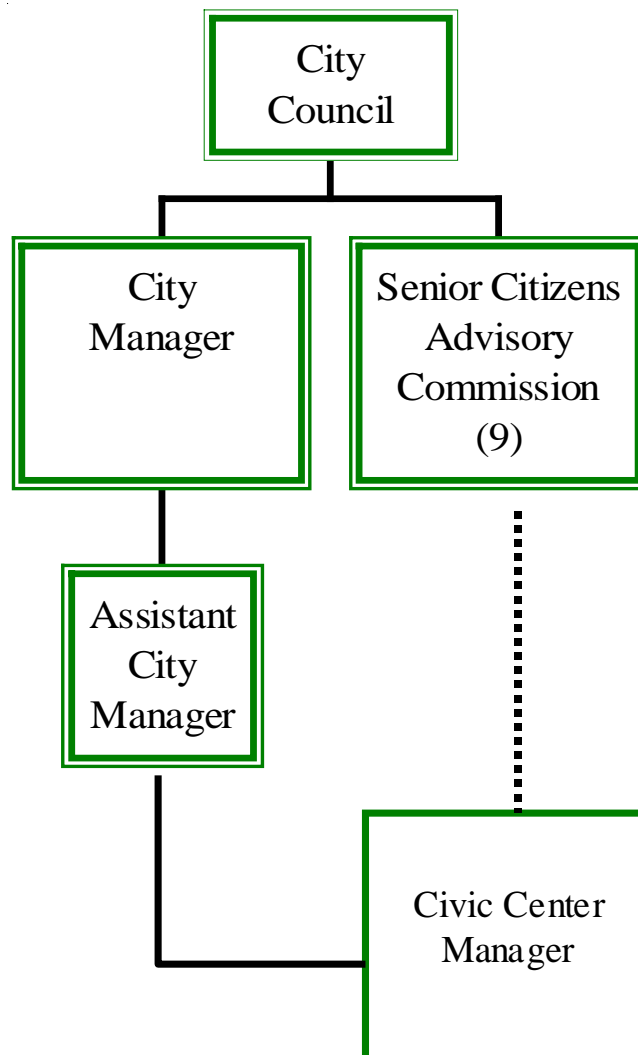 City
Council
City
Manager
Senior Citizens
Advisory
Commission
(9)
Assistant
City
Manager
Civic Center
Manager